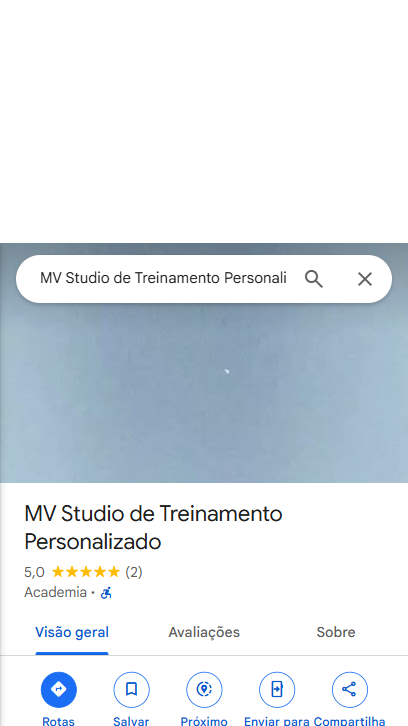 MV Studio de Treinamento Personali
MV Studio de Treinamento
Personalizado
5,0 (2)
Academia ·
Visão geral Avaliações Sobre
Rotas Salvar Próximo Enviar para Compartilha